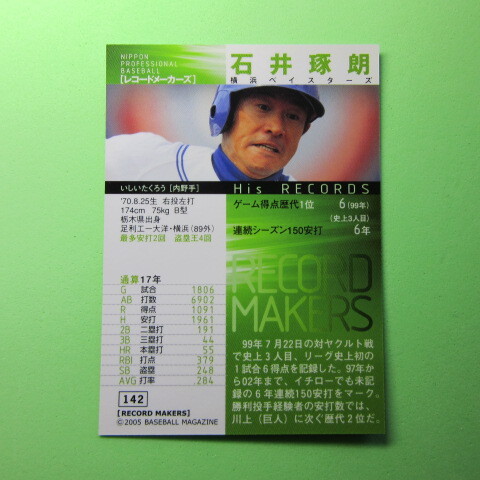 NIPPON
PROFESSIONAL
BASEBALL
[レコードメーカーズ]
石井琢朗
横浜ベイスターズ
いしいたくろう [内野手]
'70.8.25生 右投左打
174cm 75kg B型
栃木県出身
足利工－大洋・横浜(89外)
最多安打2回 盗塁王4回
通算17年
G 試合 1806
AB 打数 6902
R 得点 1091
H 安打 1961
2B 二塁打 191
3B 三塁打 44
HR 本塁打 55
RBI 打点 379
SB 盗塁 248
AVG 打率 .284
142
[RECORD MAKERS]
©2005 BASEBALL MAGAZINE
His RECORDS
ゲーム得点歴代1位 6(99年)
(史上3人目)
連続シーズン150安打 6年
RECORD
MAKERS
99年7月22日の対ヤクルト戦
で史上3人目、リーグ史上初の
1試合6得点を記録した。97年か
ら02年まで、イチローでも未記
録の6年連続150安打をマーク。
勝利投手経験者の安打数では、
川上(巨人)に次ぐ歴代2位だ。